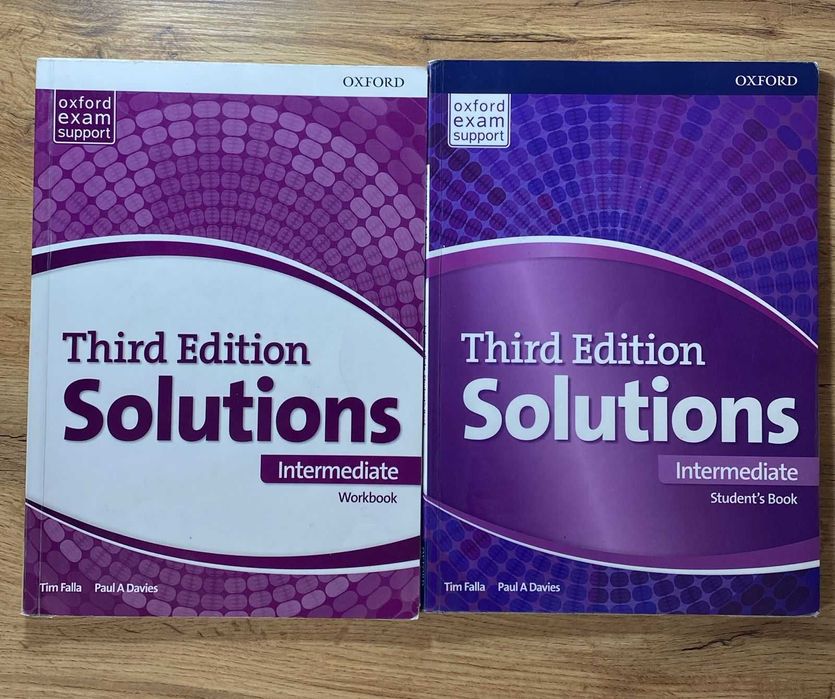 OXFORD
oxford
exam
support
Third Edition
Solutions
Intermediate
Workbook
Tim Falla Paul A Davies
OXFORD
oxford
exam
support
Third Edition
Solutions
Intermediate
Student's Book
Tim Falla Paul A Davies